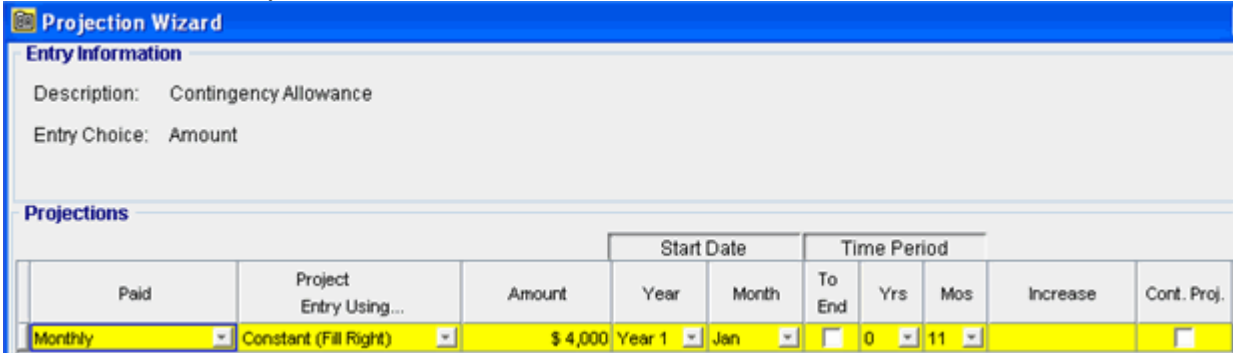 Projection Wizard
Entry Information
Description: Contingency Allowance
Entry Choice: Amount
Projections
Start Date Time Period
Paid Project Entry Using... Amount Year Month To End Yrs Mos Increase Cont. Proj.
Monthly Constant (Fill Right) $ 4,000 Year 1 Jan 0 11